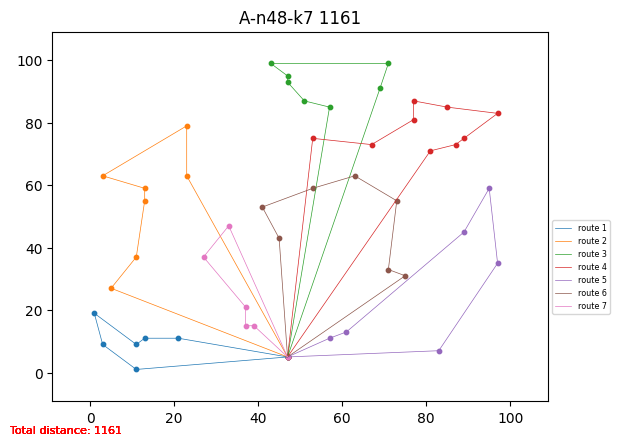 A-n48-k7 1161
100
80
60
40
20
0
0 20 40 60 80 100
route 1
route 2
route 3
route 4
route 5
route 6
route 7
Total distance: 1161